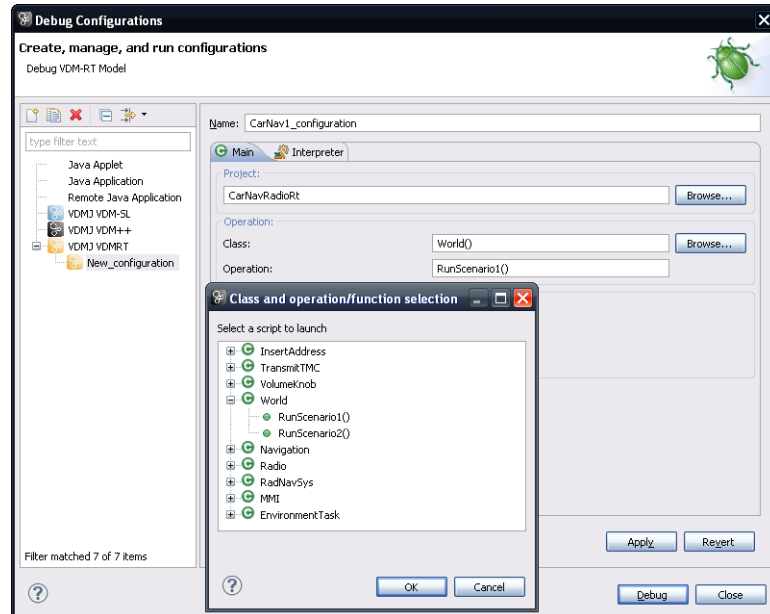 Debug Configurations
Create, manage, and run configurations
Debug VDM-RT Model
type filter text
Java Applet
Java Application
Remote Java Application
VDMJ VDM-SL
VDMJ VDM++
VDMJ VDMRT
New_configuration
Filter matched 7 of 7 items
Name: CarNav1_configuration
Main Interpreter
Project:
CarNavRadioRt Browse...
Operation:
Class: World() Browse...
Operation: RunScenario1()
Class and operation/function selection
Select a script to launch
InsertAddress
TransmitTMC
VolumeKnob
World
RunScenario1()
RunScenario2()
Navigation
Radio
RadNavSys
MMI
EnvironmentTask
OK Cancel
Apply Revert
Debug Close